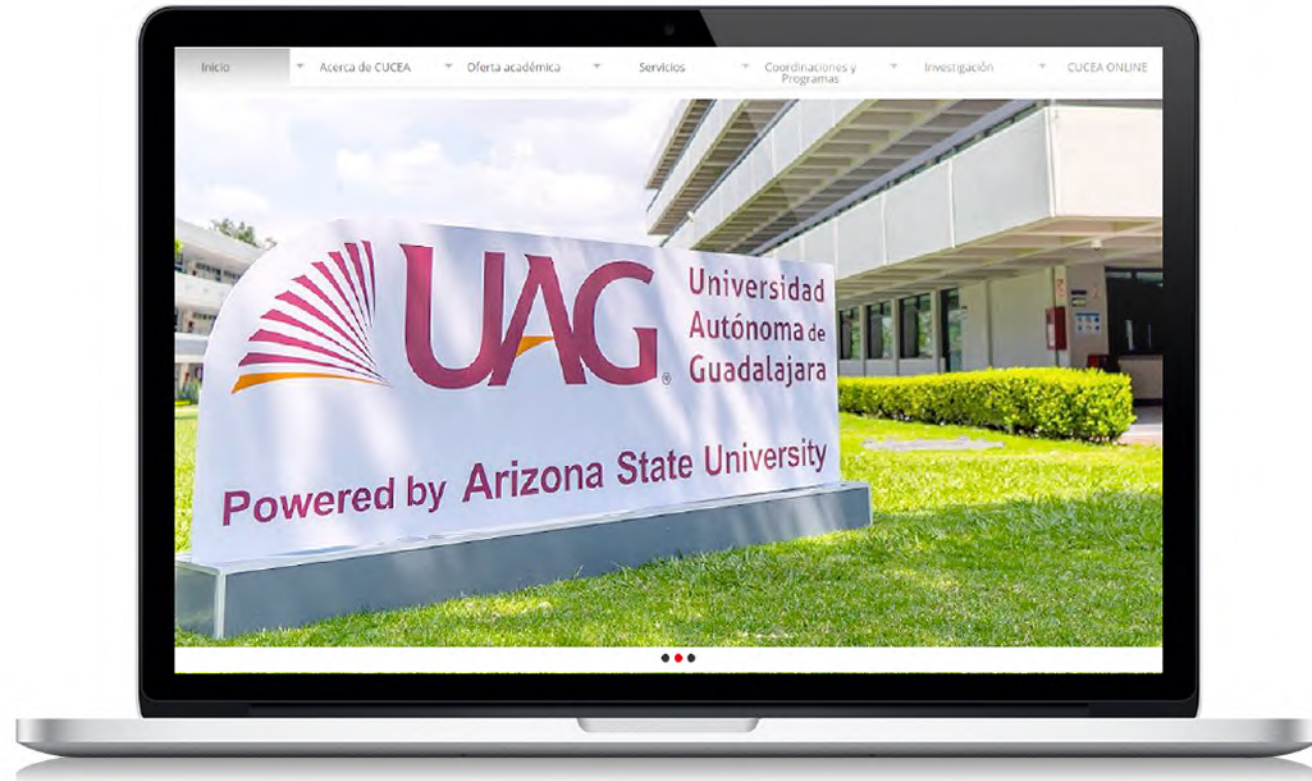 Inicio
Acerca de CUCEA
Oferta académica
Servicios
Coordinaciones y
Programas
Investigación
CUCEA ONLINE
UAG
®
Universidad
Autónoma de
Guadalajara
Powered by Arizona State University